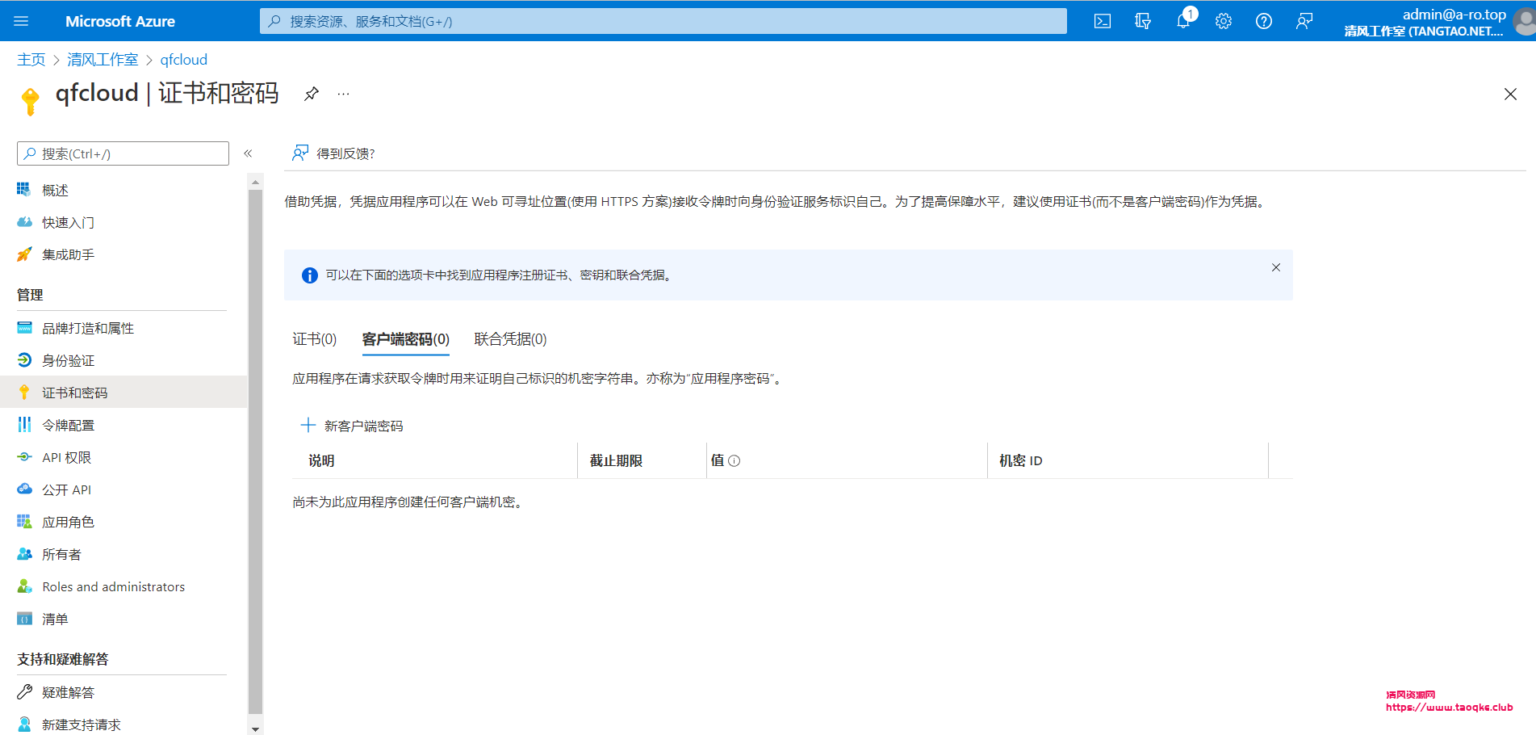 Microsoft Azure
搜索资源、服务和文档(G+/)
1
admin@a-ro.top
清风工作室 (TANGTAO.NET....
主页 > 清风工作室 > qfcloud
qfcloud | 证书和密码
...
搜索(Ctrl+/)
«
得到反馈?
概述
快速入门
集成助手
管理
品牌打造和属性
身份验证
证书和密码
令牌配置
API 权限
公开 API
应用角色
所有者
Roles and administrators
清单
支持和疑难解答
疑难解答
新建支持请求
借助凭据，凭据应用程序可以在 Web 可寻址位置(使用 HTTPS 方案)接收令牌时向身份验证服务标识自己。为了提高保障水平，建议使用证书(而不是客户端密码)作为凭据。
可以在下面的选项卡中找到应用程序注册证书、密钥和联合凭据。
证书(0) 客户端密码(0) 联合凭据(0)
应用程序在请求获取令牌时用来证明自己标识的机密字符串。亦称为"应用程序密码"。
新客户端密码
说明 截止期限 值 机密 ID
尚未为此应用程序创建任何客户端机密。
清风资源网
https://www.taoqks.club